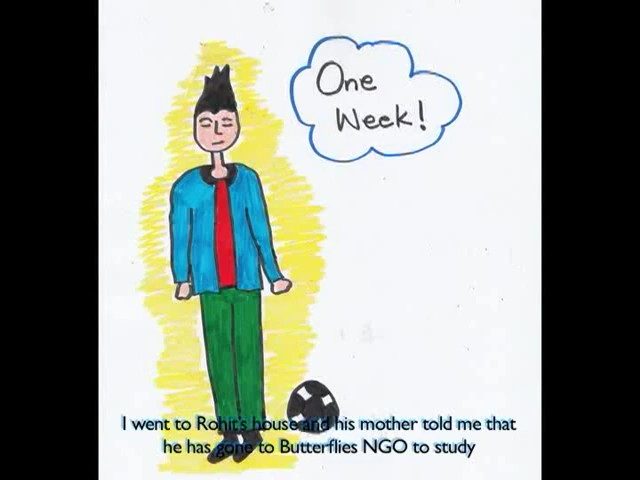 One
Week!
I went to Rohit's house and his mother told me that
he has gone to Butterflies NGO to study